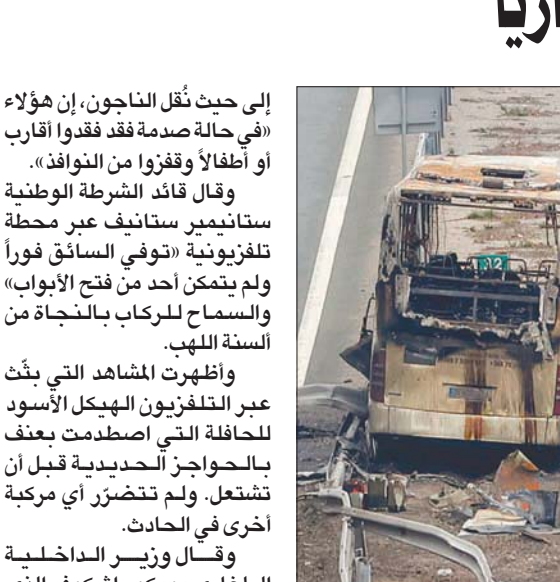 اريا
إلى حيث نُقل الناجون، إن هؤلاء
«في حالة صدمة فقد فقدوا أقارب
أو أطفالاً وقفزوا من النوافذ».
وقال قائد الشرطة الوطنية
ستانيمير ستانيف عبر محطة
تلفزيونية «توفي السائق فوراً
ولم يتمكن أحد من فتح الأبواب»
والسماح للركاب بالنجاة من
ألسنة اللهب.
وأظهرت المشاهد التي بثّت
عبر التلفزيون الهيكل الأسود
للحافلة التي اصطدمت بعنف
بالحواجز الحديدية قبل أن
تشتعل. ولم تتضرّر أي مركبة
أخرى في الحادث.
وقال وزير الداخلية
32